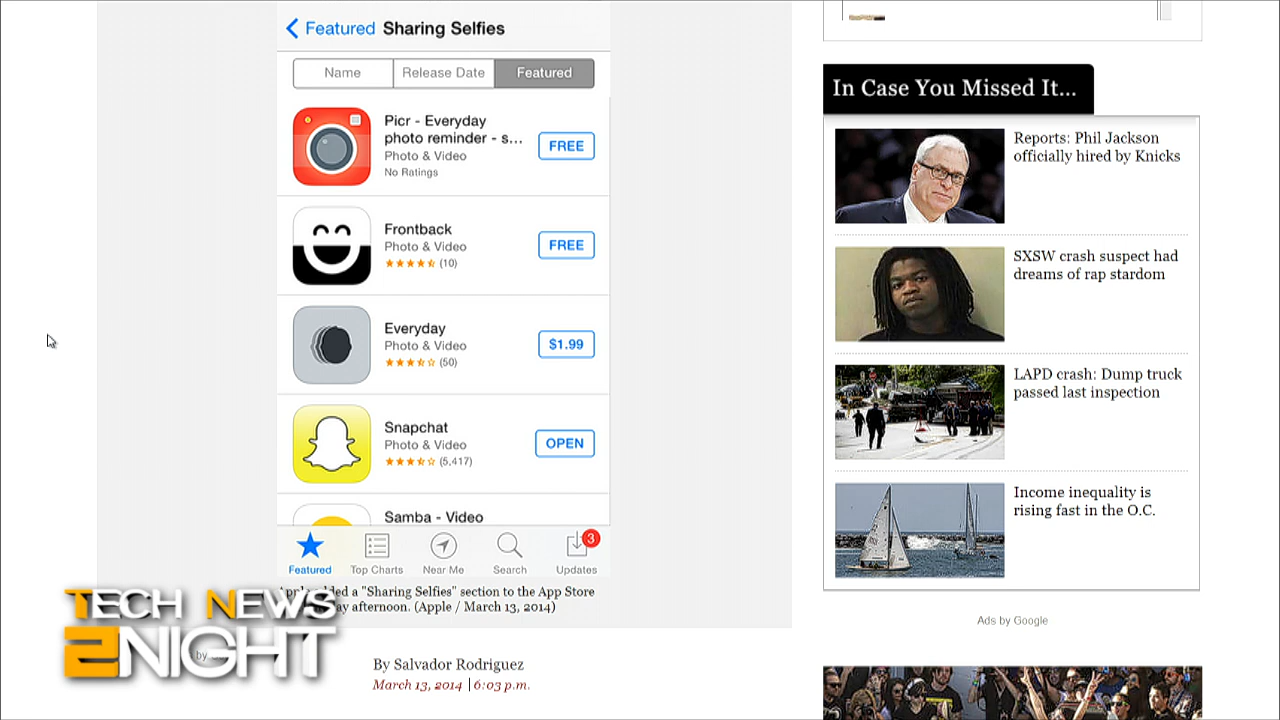 Featured Sharing Selfies
Name Release Date Featured
Picr - Everyday
photo reminder - s...
Photo & Video
No Ratings
FREE
Frontback
Photo & Video
(10)
FREE
Everyday
Photo & Video
(50)
$1.99
Snapchat
Photo & Video
(5,417)
OPEN
Samba - Video
3
Featured Top Charts Near Me Search Updates
added a "Sharing Selfies" section to the App Store
afternoon. (Apple / March 13, 2014)
TECH NEWS
2NIGHT
by
By Salvador Rodriguez
March 13, 2014 | 6:03 p.m.
In Case You Missed It...
Reports: Phil Jackson
officially hired by Knicks
SXSW crash suspect had
dreams of rap stardom
LAPD crash: Dump truck
passed last inspection
Income inequality is
rising fast in the O.C.
Ads by Google